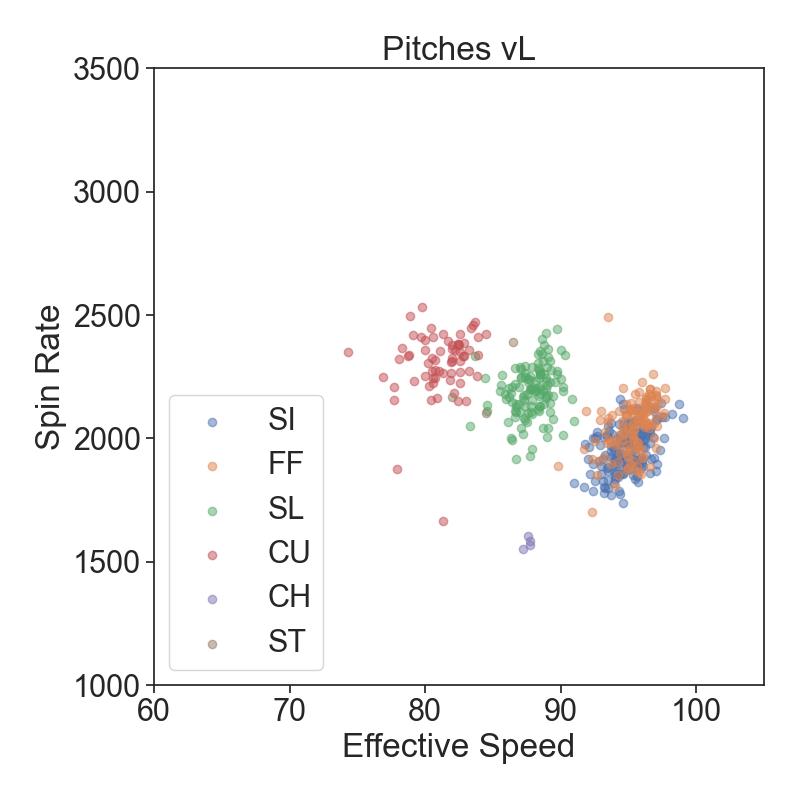 Pitches vL
3500
3000
2500
2000
1500
1000
Spin Rate
SI
FF
SL
CU
CH
ST
60
70
80
90
100
Effective Speed